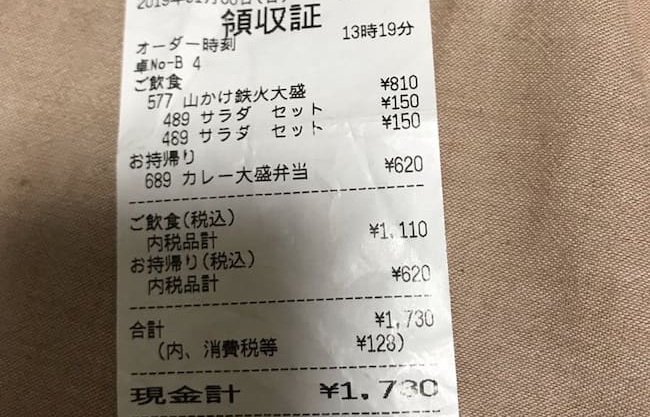 領収証
オーダー時刻 13時19分
卓No-B 4
ご飲食
577 山かけ鉄火大盛 ¥810
489 サラダ セット ¥150
489 サラダ セット ¥150
お持帰り
689 カレー大盛弁当 ¥620
ご飲食(税込)
内税品計 ¥1,110
お持帰り(税込)
内税品計 ¥620
合計 ¥1,730
(内、消費税等 ¥128)
現金計 ¥1,730